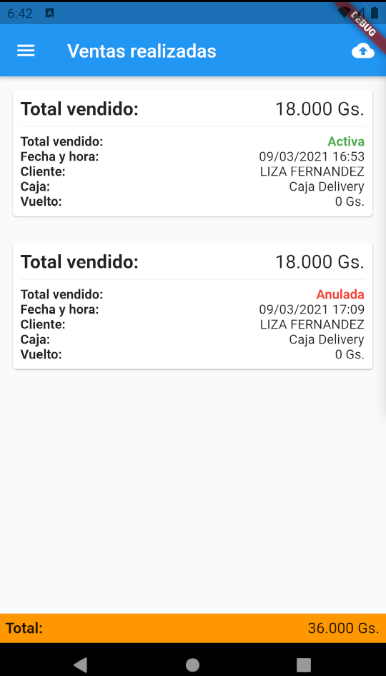 6:42
DEBUG
Ventas realizadas
Total vendido: 18.000 Gs.
Total vendido: Activa
Fecha y hora: 09/03/2021 16:53
Cliente: LIZA FERNANDEZ
Caja: Caja Delivery
Vuelto: 0 Gs.
Total vendido: 18.000 Gs.
Total vendido: Anulada
Fecha y hora: 09/03/2021 17:09
Cliente: LIZA FERNANDEZ
Caja: Caja Delivery
Vuelto: 0 Gs.
Total: 36.000 Gs.